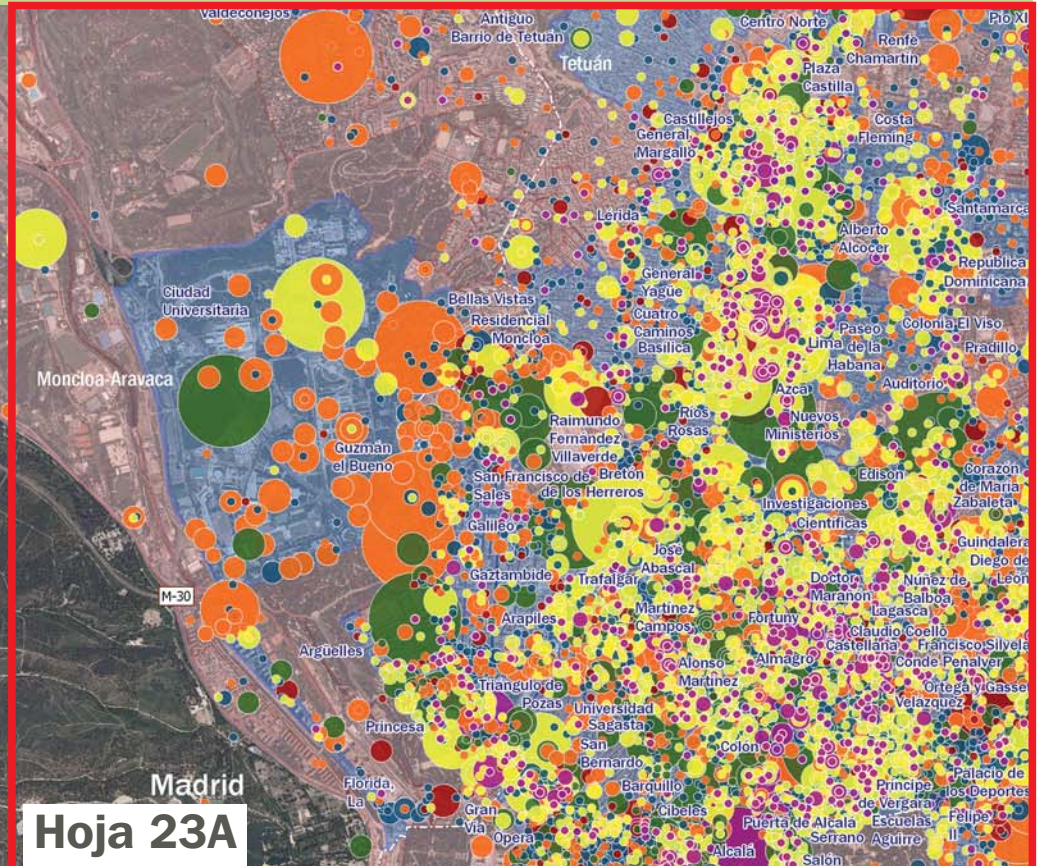 Valdeconejos
Antiguo
Barrio de Tetuán
Tetuán
Centro Norte
Pío XI
Renfe
Chamartín
Plaza
Castilla
Castillejos
General
Margallo
Costa
Fleming
Lérida
Santamarca
Alberto
Alcocer
República
Dominicana
General
Yagüe
Ciudad
Universitaria
Bellas Vistas
Residencial
Moncloa
Cuatro
Caminos
Basílica
Paseo
de la
Habana
Lima
Colonia El Viso
Pradillo
Moncloa-Aravaca
Azca
Auditorio
Nuevos
Ministerios
Ríos
Rosas
Raimundo
Fernández
Villaverde
Guzmán
el Bueno
San Francisco de
Sales
Bretón
de los Herreros
Edison
Corazón
de María
Zabaleta
Investigaciones
Científicas
Galileo
Guindalera
Diego de
León
José
Abascal
Gaztambide
Trafalgar
Doctor
Marañón
Núñez de
Balboa
Lagasca
M-30
Arapiles
Martínez
Campos
Fortuny
Claudio Coello
Castellana
Francisco Silvela
Conde Peñalver
Argüelles
Alonso
Martínez
Almagro
Ortega y Gasset
Velázquez
Triángulo de
Pozas
Universidad
Sagasta
Princesa
San
Bernardo
Colón
Madrid
Florida,
La
Barquillo
Príncipe
de Vergara
Palacio de
los Deportes
Gran
Vía
Cibeles
Puerta de Alcalá
Escuelas
Aguirre
Felipe
II
Ópera
Serrano
Alcalá
Salón
Hoja 23A